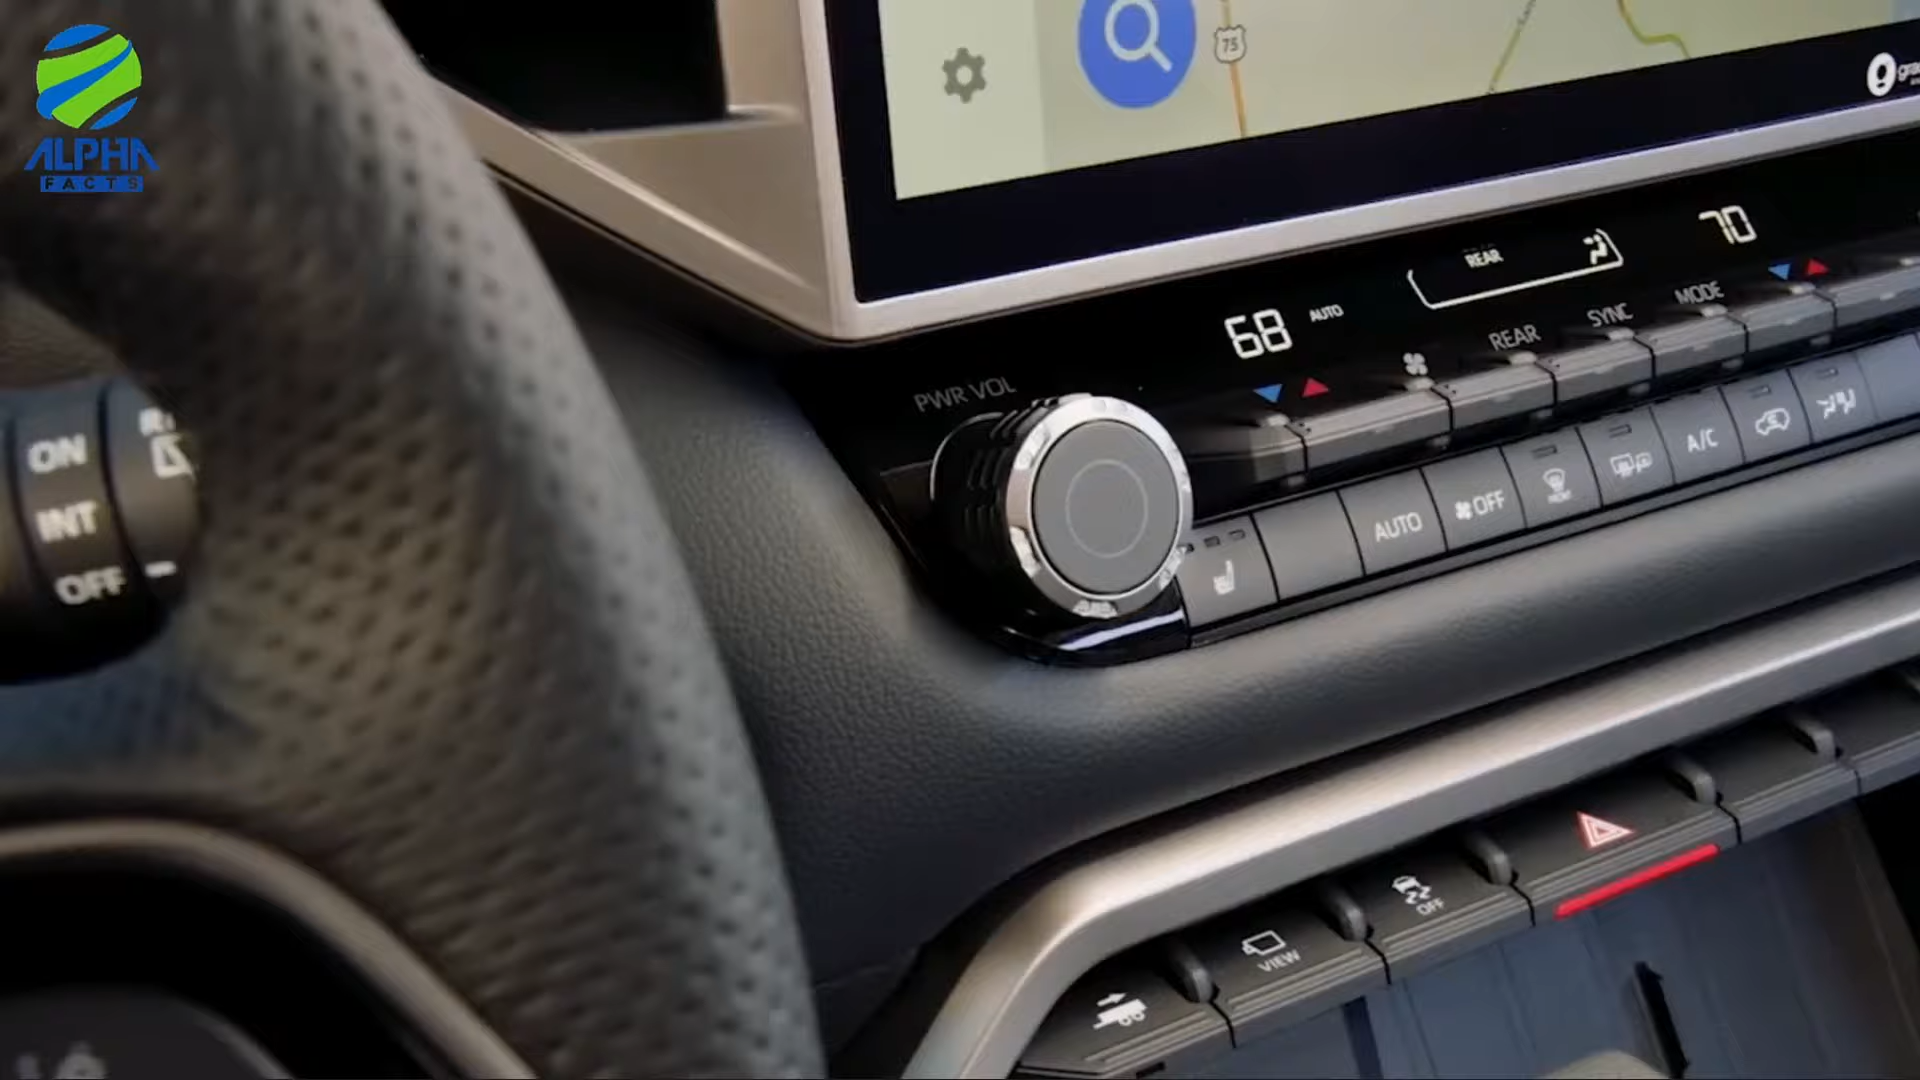 ALPHA
FACTS
75
70
REAR
68 AUTO
MODE
SYNC
REAR
PWR VOL
ON
INT
OFF
A/C
OFF
AUTO
FRONT
OFF
VIEW